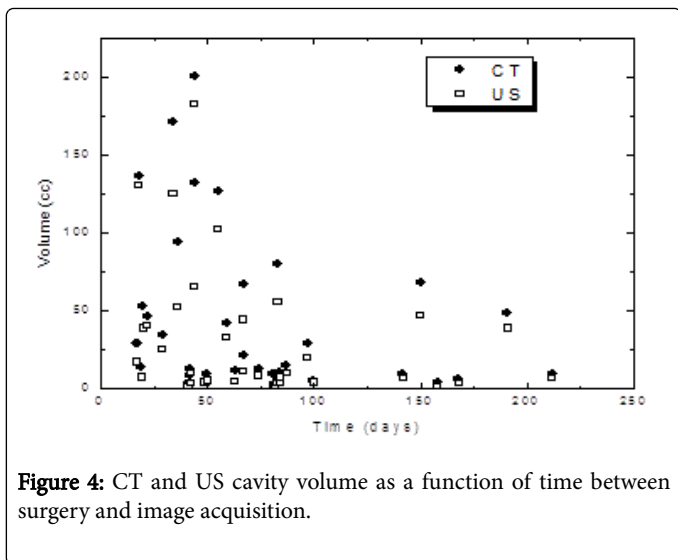 200
150
100
50
0
Volume (cc)
CT
US
0 50 100 150 200 250
Time (days)
Figure 4: CT and US cavity volume as a function of time between
surgery and image acquisition.